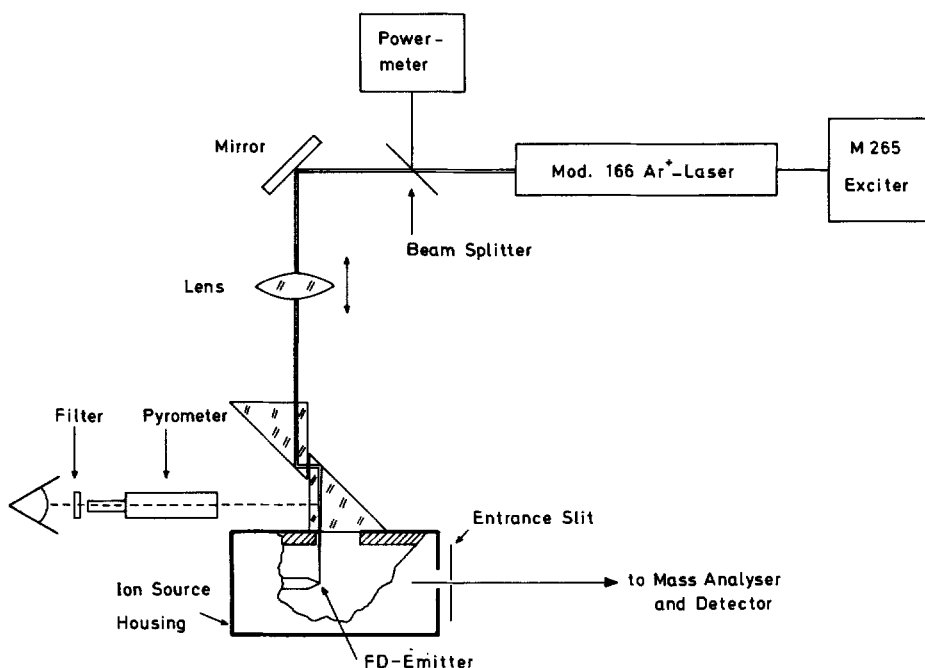 Power-
meter
Mirror
Mod. 166 Ar⁺-Laser
M 265
Exciter
Beam Splitter
Lens
Filter
Pyrometer
Entrance Slit
Ion Source
Housing
to Mass Analyser
and Detector
FD-Emitter